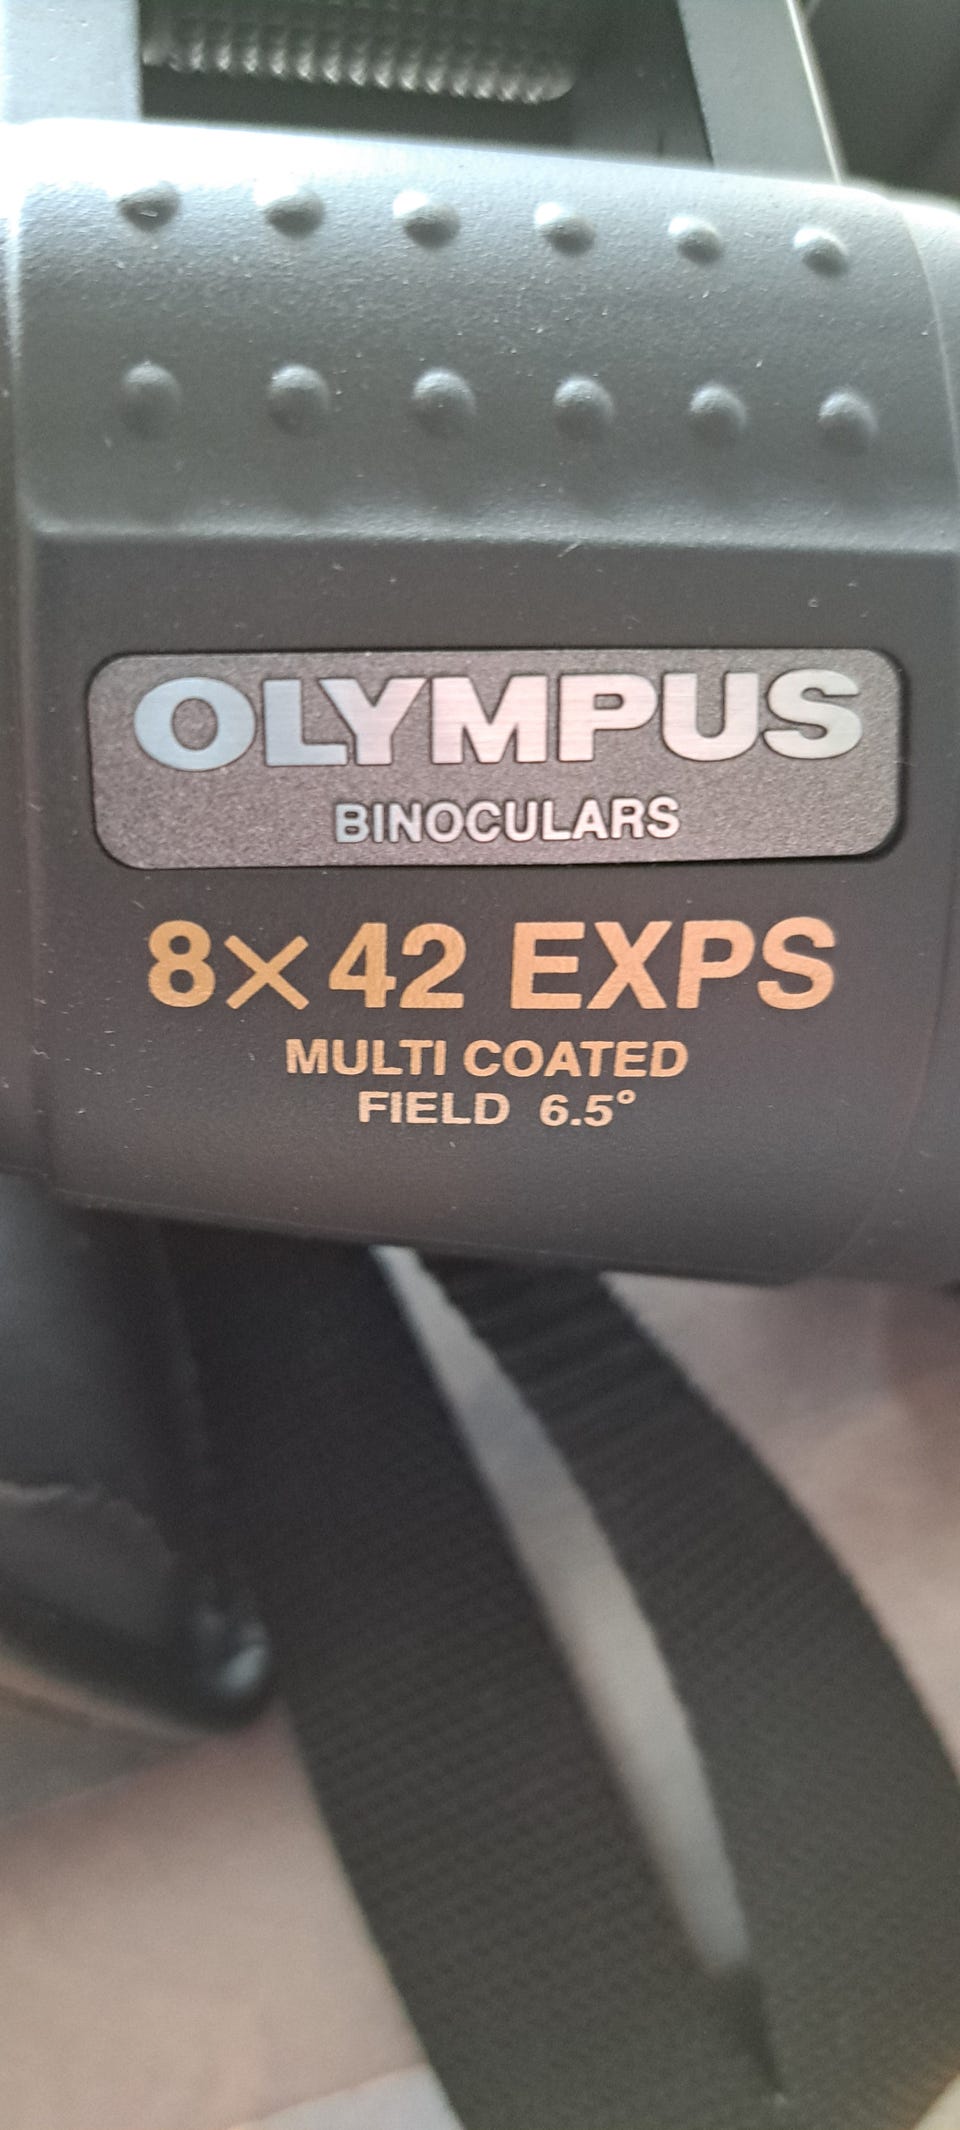 OLYMPUS
BINOCULARS
8×42 EXPS
MULTI COATED
FIELD 6.5°